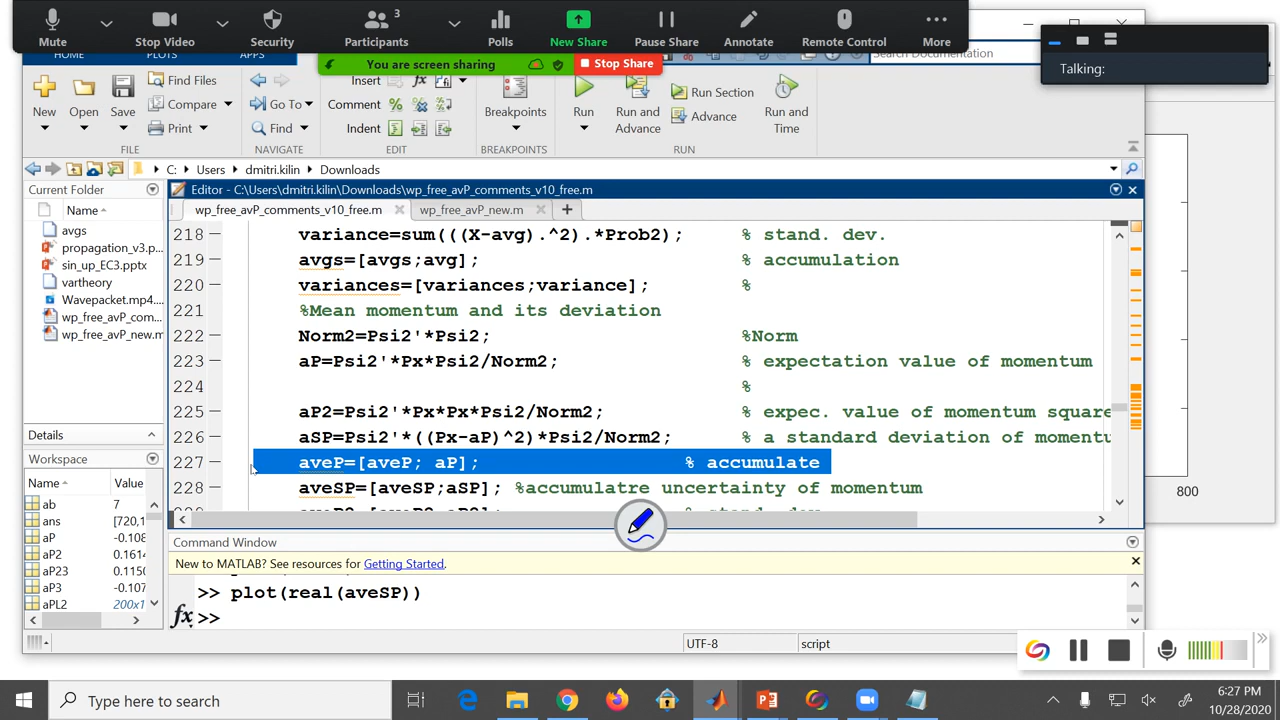 Mute
Stop Video
Security
Participants
3
Polls
New Share
Pause Share
Annotate
Remote Control
More
You are screen sharing
Stop Share
Talking:
HOME
PLOTS
APPS
Search Documentation
New
Open
Save
Find Files
Compare
Print
Insert
Comment
Indent
Go To
Find
Breakpoints
Run
Run and
Advance
Run Section
Advance
Run and
Time
FILE
NAVIGATE
EDIT
BREAKPOINTS
RUN
C:
Users
dmitri.kilin
Downloads
Current Folder
Name
avgs
propagation_v3.p...
sin_up_EC3.pptx
vartheory
Wavepacket.mp4...
wp_free_avP_com...
wp_free_avP_new.m
Details
Workspace
Name
Value
ab 7
ans [720,1
aP -0.108
aP2 0.1614
aP23 0.1150
aP3 -0.107
aPL2 200x1
Editor - C:\Users\dmitri.kilin\Downloads\wp_free_avP_comments_v10_free.m
wp_free_avP_comments_v10_free.m
wp_free_avP_new.m
218 variance=sum(((X-avg).^2).*Prob2); % stand. dev.
219 avgs=[avgs;avg]; % accumulation
220 variances=[variances;variance]; %
221 %Mean momentum and its deviation
222 Norm2=Psi2'*Psi2; %Norm
223 aP=Psi2'*Px*Psi2/Norm2; % expectation value of momentum
224 %
225 aP2=Psi2'*Px*Px*Psi2/Norm2; % expec. value of momentum square
226 aSP=Psi2'*((Px-aP)^2)*Psi2/Norm2; % a standard deviation of momentu
227 aveP=[aveP; aP]; % accumulate
228 aveSP=[aveSP;aSP]; %accumulatre uncertainty of momentum
800
Command Window
New to MATLAB? See resources for Getting Started.
>> plot(real(aveSP))
fx >>
UTF-8
script
Type here to search
6:27 PM
10/28/2020